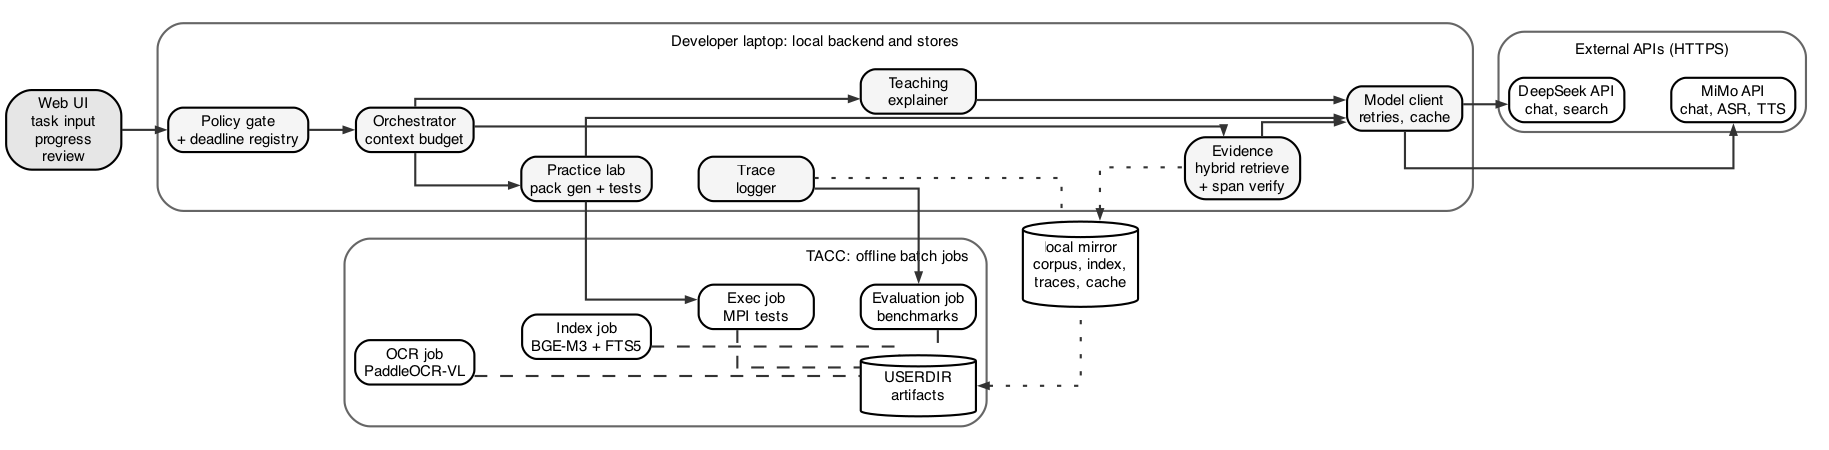 Developer laptop: local backend and stores
External APIs (HTTPS)
Web UI
task input
progress
review
Policy gate
+ deadline registry
Orchestrator
context budget
Teaching
explainer
Model client
retries, cache
DeepSeek API
chat, search
MiMo API
chat, ASR, TTS
Practice lab
pack gen + tests
Trace
logger
Evidence
hybrid retrieve
+ span verify
TACC: offline batch jobs
local mirror
corpus, index,
traces, cache
Exec job
MPI tests
Evaluation job
benchmarks
Index job
BGE-M3 + FTS5
OCR job
PaddleOCR-VL
USERDIR
artifacts